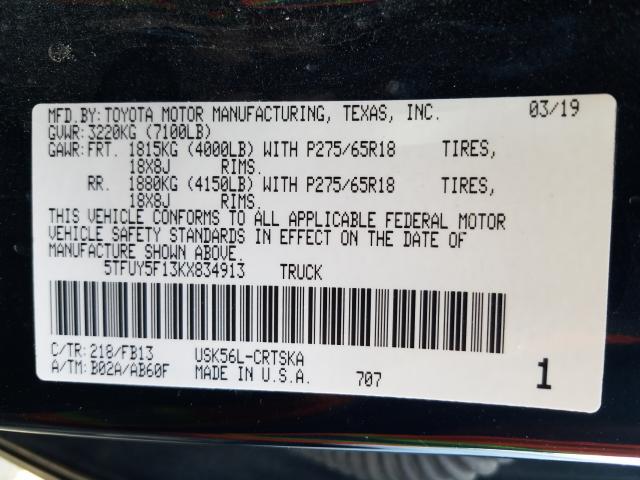 MFD.BY:TOYOTA MOTOR MANUFACTURING, TEXAS, INC. 03/19
GVWR:3220KG (7100LB)
GAWR:FRT. 1815KG (4000LB) WITH P275/65R18 TIRES,
18X8J RIMS.
RR. 1880KG (4150LB) WITH P275/65R18 TIRES,
18X8J RIMS.
THIS VEHICLE CONFORMS TO ALL APPLICABLE FEDERAL MOTOR
VEHICLE SAFETY STANDARDS IN EFFECT ON THE DATE OF
MANUFACTURE SHOWN ABOVE.
5TFUY5F13KX834913 TRUCK
C/TR:218/FB13 USK56L-CRTSKA
A/TM:B02A/AB60F MADE IN U.S.A. 707 1